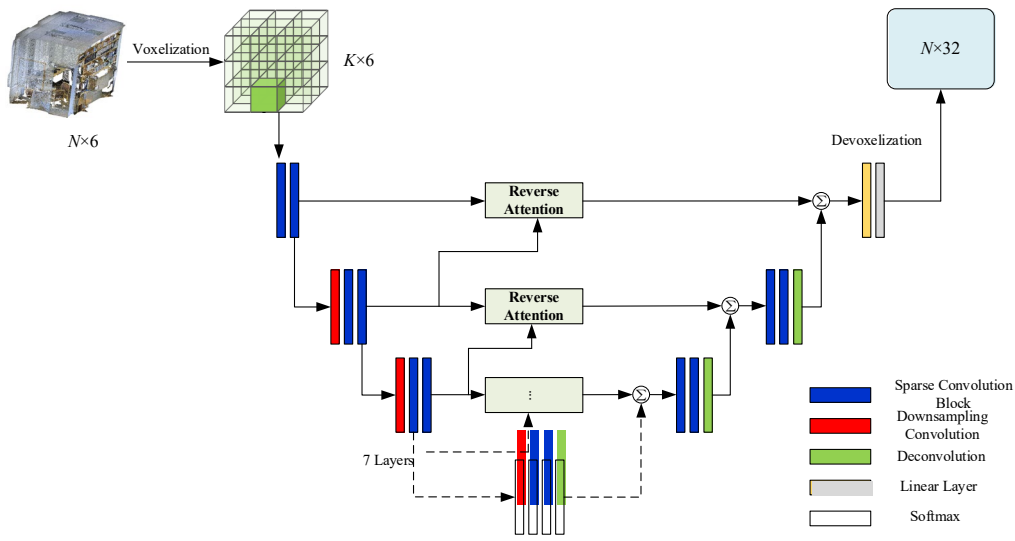 Voxelization
K×6
N×6
N×32
Devoxelization
Reverse
Attention
Reverse
Attention
⋮
7 Layers
Σ
Σ
Σ
Sparse Convolution
Block
Downsampling
Convolution
Deconvolution
Linear Layer
Softmax